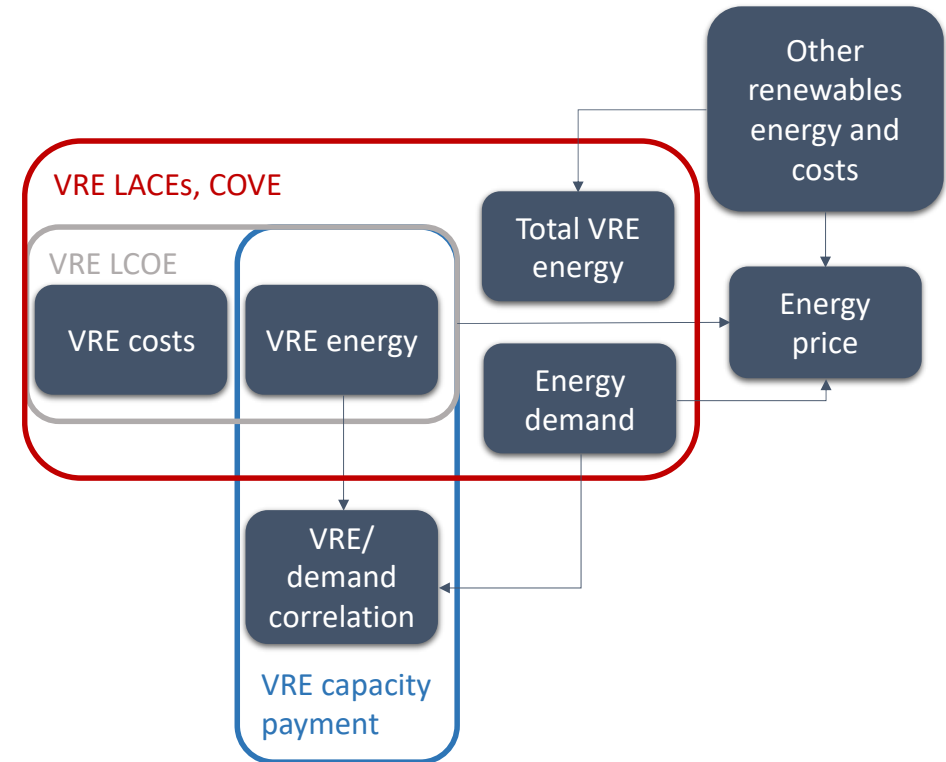 Other
renewables
energy and
costs
VRE LACEs, COVE
Total VRE
energy
VRE LCOE
VRE costs
VRE energy
Energy
price
Energy
demand
VRE/
demand
correlation
VRE capacity
payment